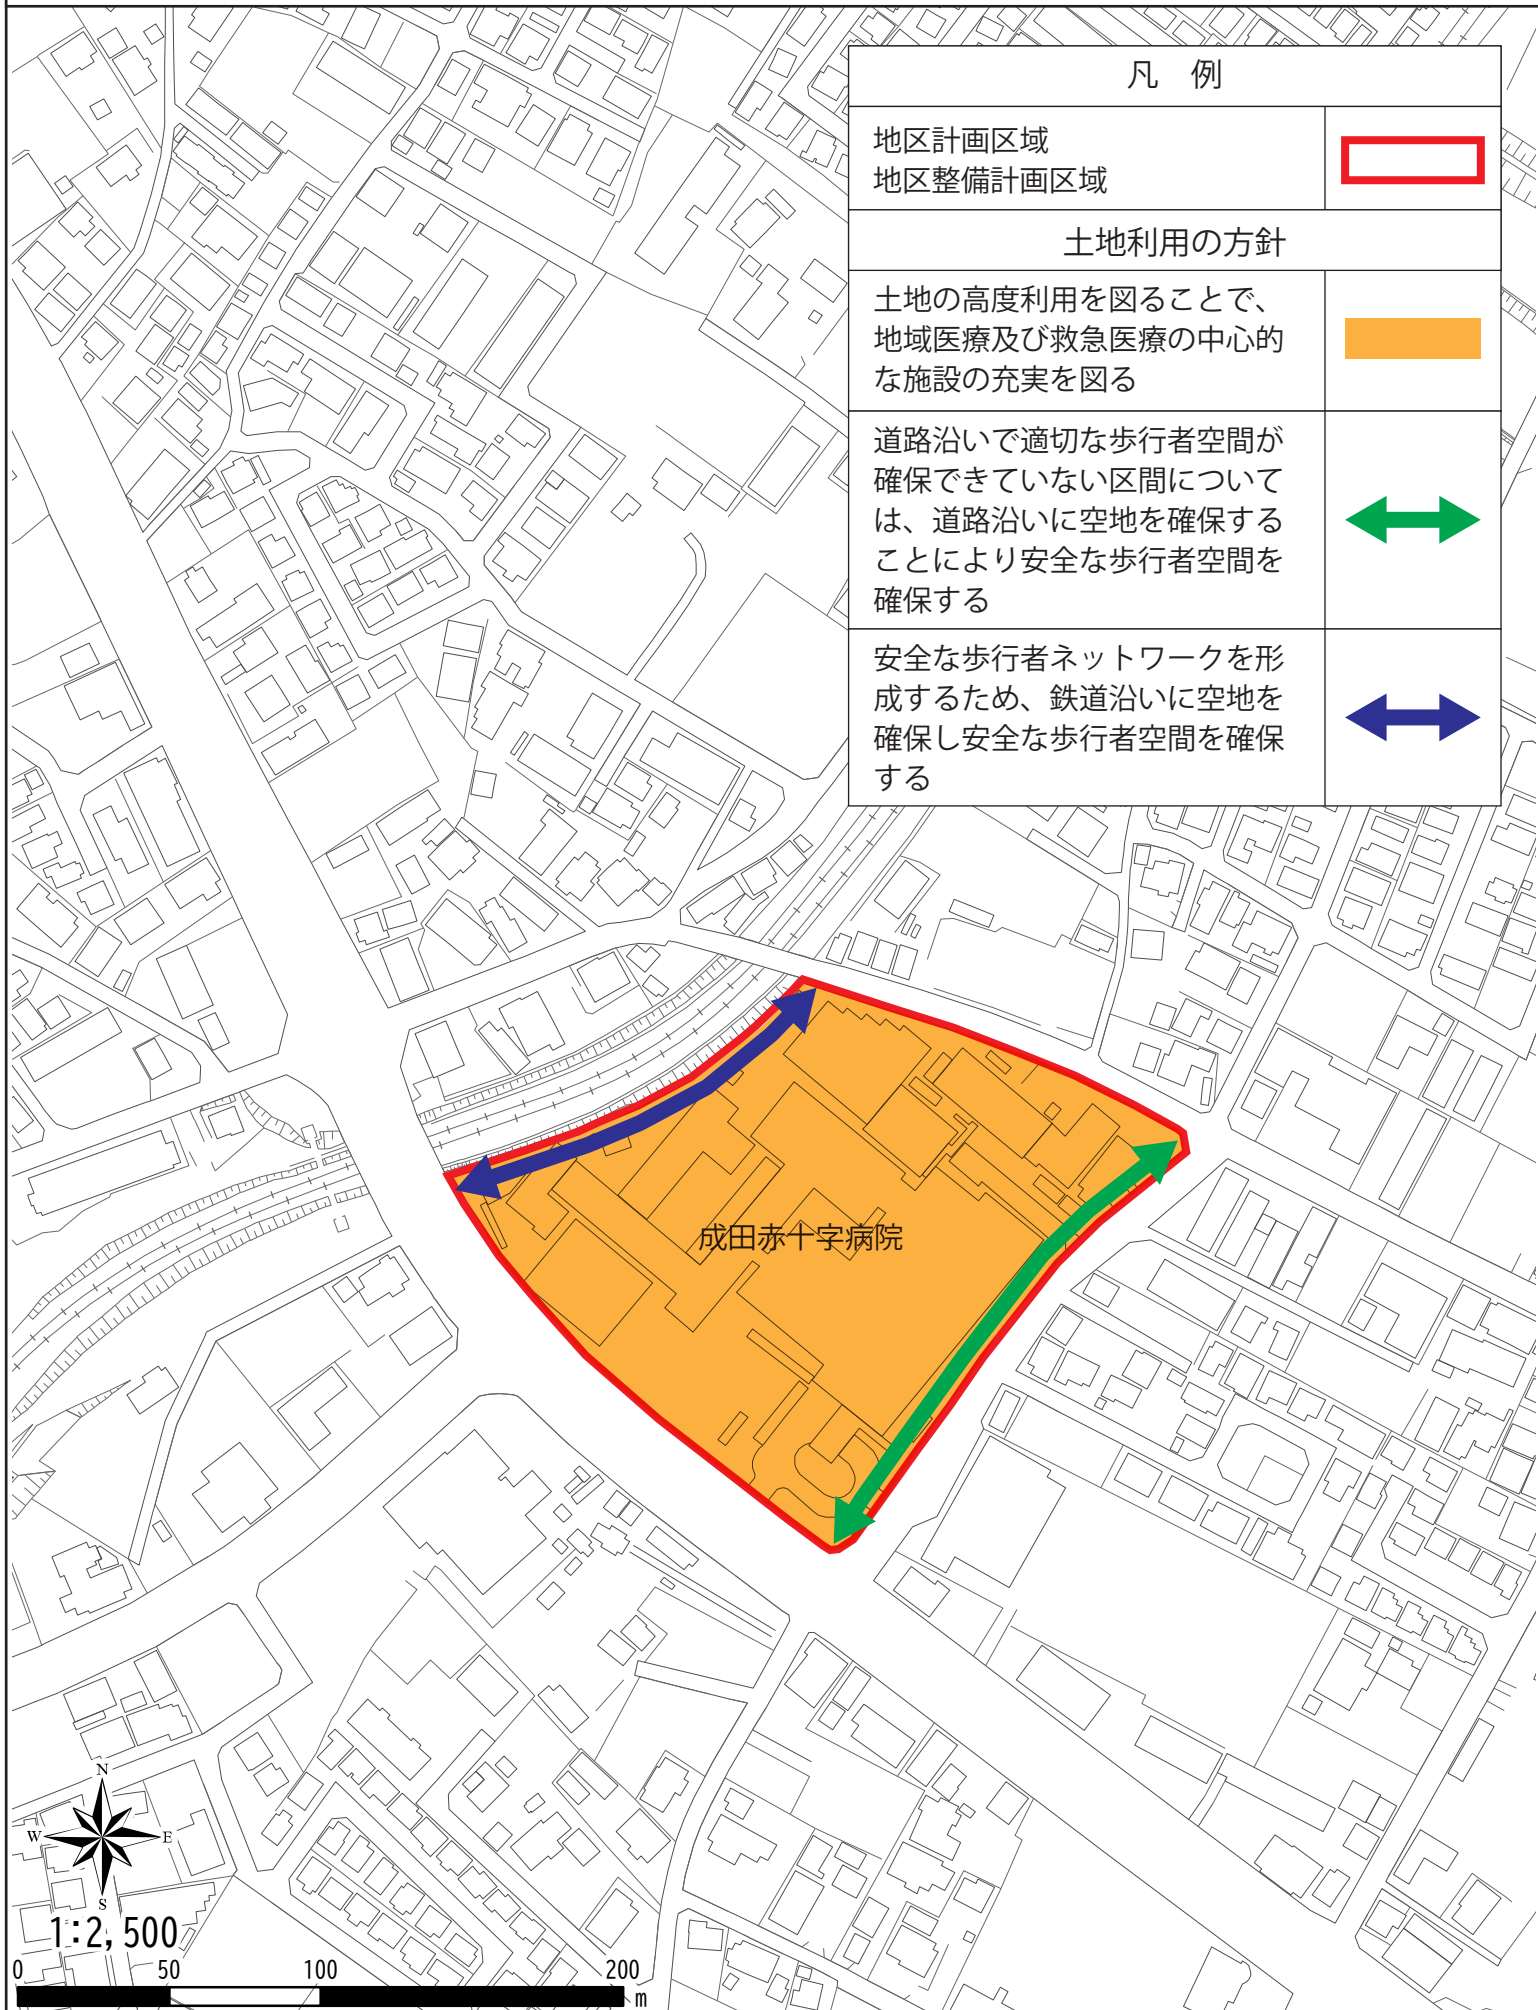 凡 例
地区計画区域
地区整備計画区域
土地利用の方針
土地の高度利用を図ることで、
地域医療及び救急医療の中心的
な施設の充実を図る
道路沿いで適切な歩行者空間が
確保できていない区間について
は、道路沿いに空地を確保する
ことにより安全な歩行者空間を
確保する
安全な歩行者ネットワークを形
成するため、鉄道沿いに空地を
確保し安全な歩行者空間を確保
する
成田赤十字病院
N
W E
S
1:2,500
0 50 100 200
m